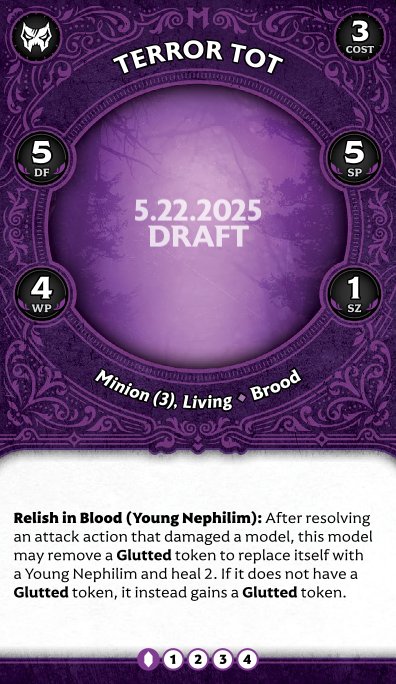 M
TERROR TOT
3
COST
5
DF
5
SP
5.22.2025
DRAFT
4
WP
1
SZ
Minion (3), Living ◆ Brood
Relish in Blood (Young Nephilim): After resolving
an attack action that damaged a model, this model
may remove a Glutted token to replace itself with
a Young Nephilim and heal 2. If it does not have a
Glutted token, it instead gains a Glutted token.
1 2 3 4